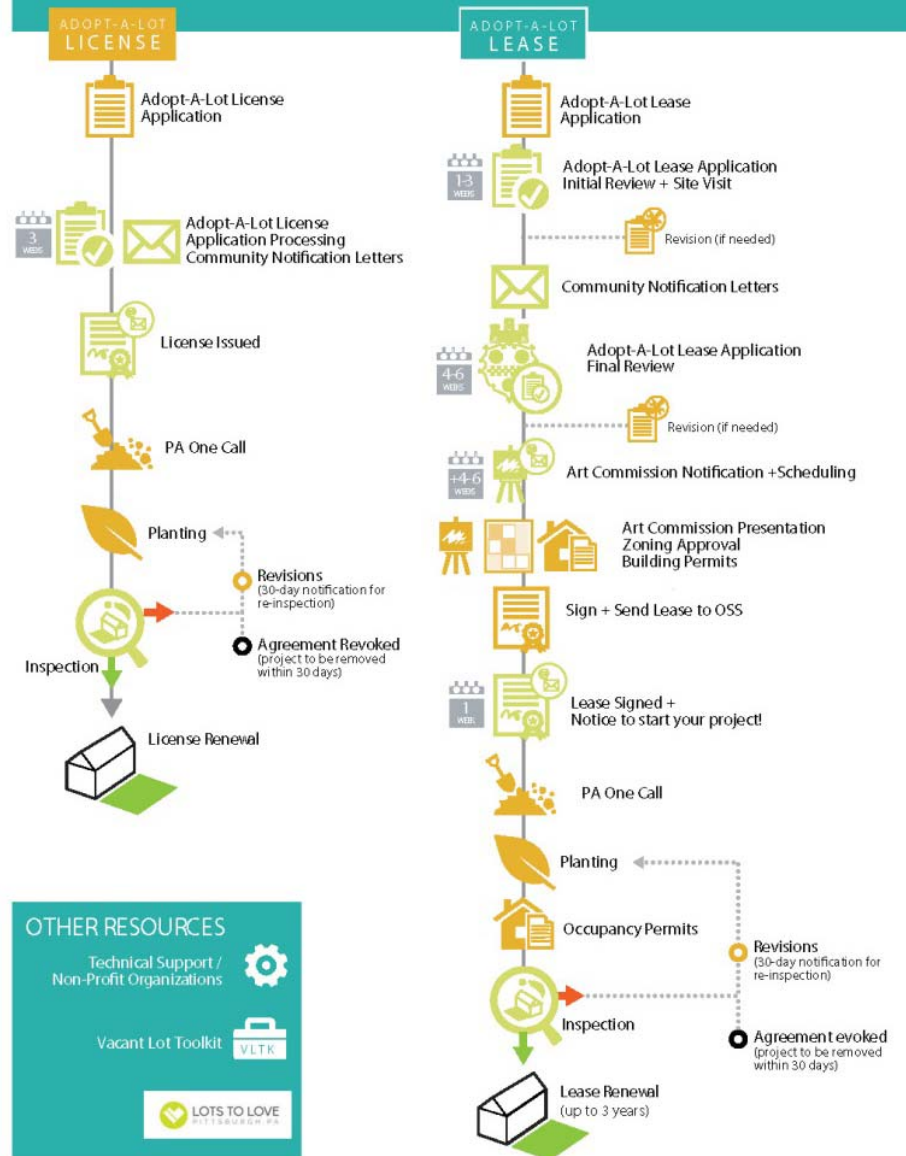 ADOPT-A-LOT
LICENSE
Adopt-A-Lot License
Application
3
WEEKS
Adopt-A-Lot License
Application Processing
Community Notification Letters
License Issued
PA One Call
Planting
Revisions
(30-day notification for
re-inspection)
Agreement Revoked
(project to be removed
within 30 days)
Inspection
License Renewal
OTHER RESOURCES
Technical Support /
Non-Profit Organizations
Vacant Lot Toolkit
VLTK
LOTS TO LOVE
PITTSBURGH PA
ADOPT-A-LOT
LEASE
Adopt-A-Lot Lease
Application
1-3
WEEKS
Adopt-A-Lot Lease Application
Initial Review + Site Visit
Revision (if needed)
Community Notification Letters
4-6
WEEKS
Adopt-A-Lot Lease Application
Final Review
Revision (if needed)
+4-6
WEEKS
Art Commission Notification +Scheduling
Art Commission Presentation
Zoning Approval
Building Permits
Sign + Send Lease to OSS
1
WEEK
Lease Signed +
Notice to start your project!
PA One Call
Planting
Occupancy Permits
Revisions
(30-day notification for
re-inspection)
Inspection
Agreement evoked
(project to be removed
within 30 days)
Lease Renewal
(up to 3 years)